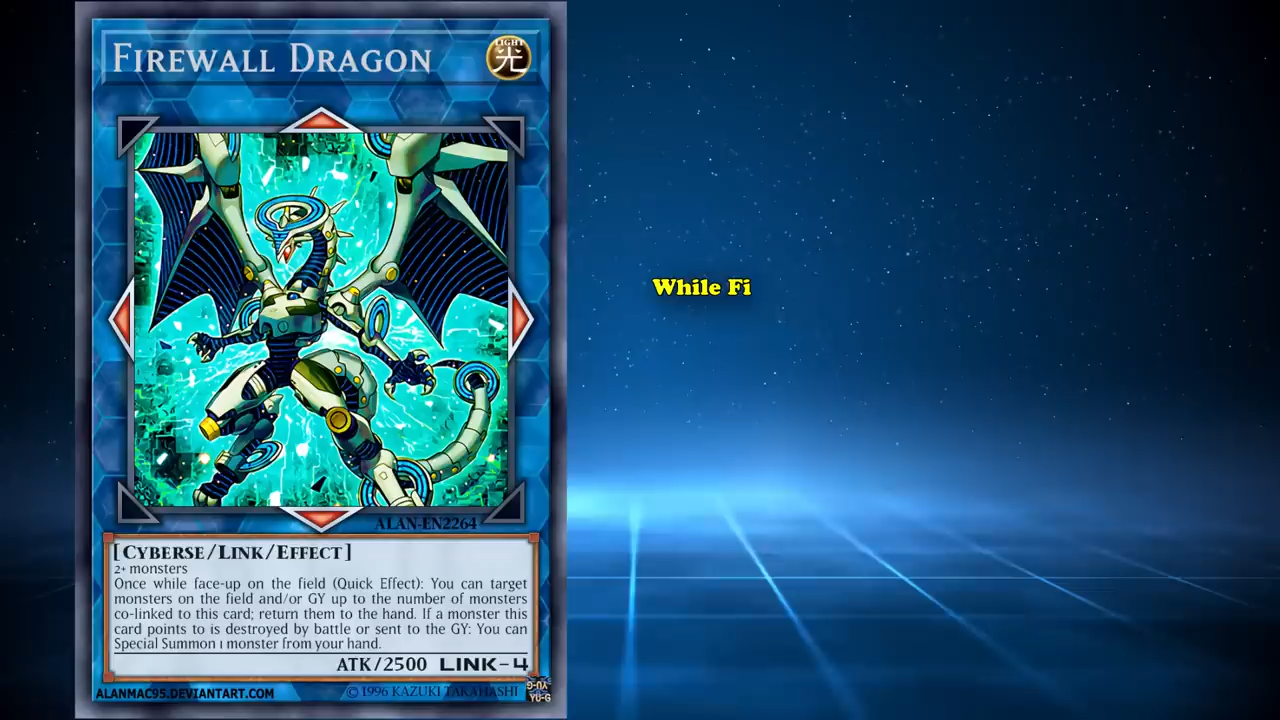 FIREWALL DRAGON
LIGHT
光
While Fi
ALAN-EN2264
[CYBERSE/LINK/EFFECT]
2+ monsters
Once while face-up on the field (Quick Effect): You can target
monsters on the field and/or GY up to the number of monsters
co-linked to this card; return them to the hand. If a monster this
card points to is destroyed by battle or sent to the GY: You can
Special Summon 1 monster from your hand.
ATK/2500 LINK-4
ALANMAC95.DEVIANTART.COM
© 1996 KAZUKI TAKAHASHI